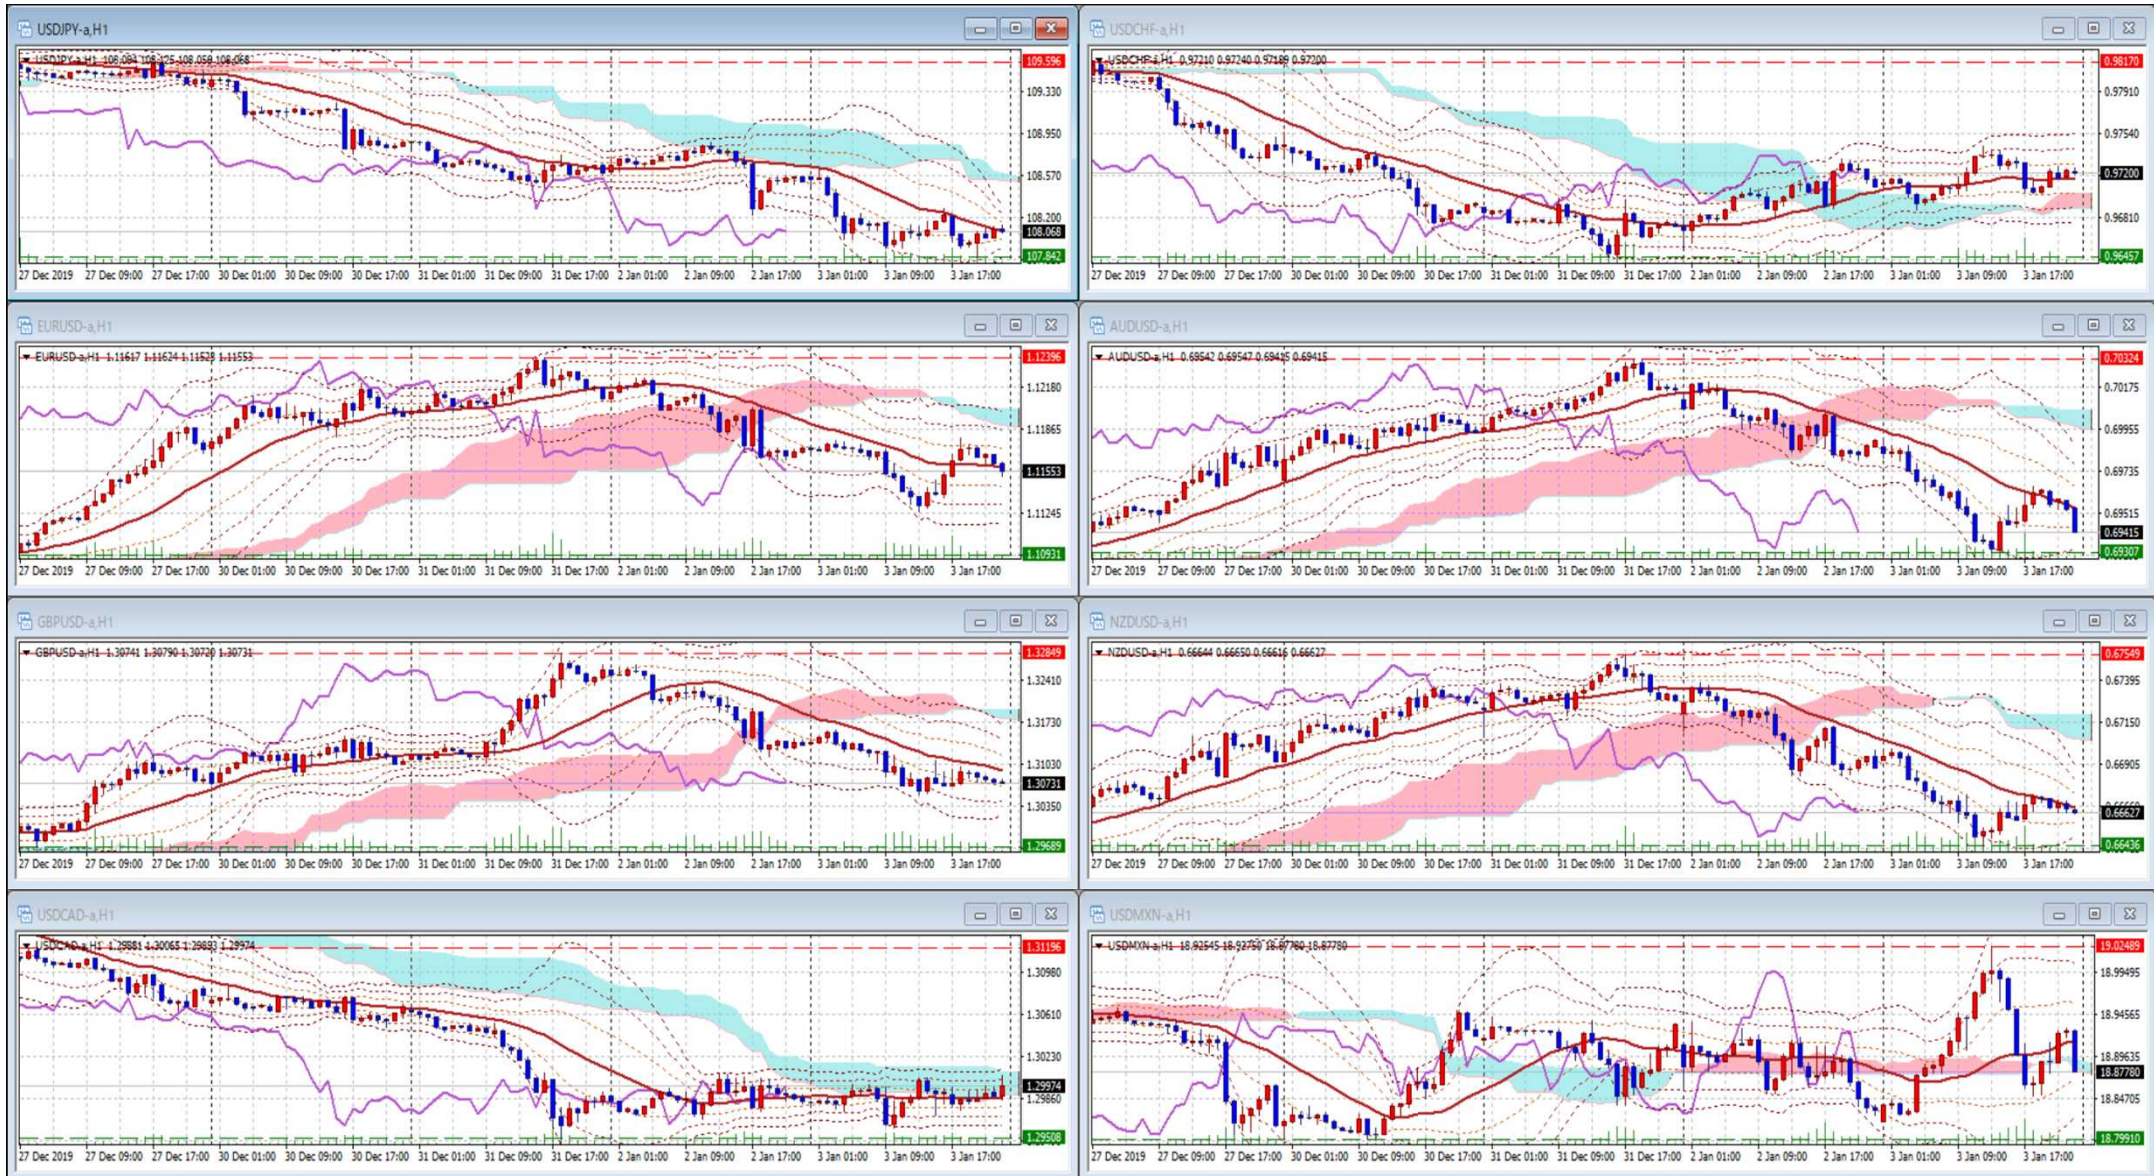 USDJPY-a,H1
USDJPY-a,H1 108.094 108.125 108.050 108.068
109.596
109.330
108.950
108.570
108.200
108.068
107.842
27 Dec 2019 27 Dec 09:00 27 Dec 17:00 30 Dec 01:00 30 Dec 09:00 30 Dec 17:00 31 Dec 01:00 31 Dec 09:00 31 Dec 17:00 2 Jan 01:00 2 Jan 09:00 2 Jan 17:00 3 Jan 01:00 3 Jan 09:00 3 Jan 17:00
USDCHF-a,H1
USDCHF-a,H1 0.97210 0.97240 0.97189 0.97200
0.98170
0.97910
0.97540
0.97200
0.96810
0.96457
27 Dec 2019 27 Dec 09:00 27 Dec 17:00 30 Dec 01:00 30 Dec 09:00 30 Dec 17:00 31 Dec 01:00 31 Dec 09:00 31 Dec 17:00 2 Jan 01:00 2 Jan 09:00 2 Jan 17:00 3 Jan 01:00 3 Jan 09:00 3 Jan 17:00
EURUSD-a,H1
EURUSD-a,H1 1.11617 1.11624 1.11523 1.11553
1.12396
1.12180
1.11865
1.11553
1.11245
1.10931
27 Dec 2019 27 Dec 09:00 27 Dec 17:00 30 Dec 01:00 30 Dec 09:00 30 Dec 17:00 31 Dec 01:00 31 Dec 09:00 31 Dec 17:00 2 Jan 01:00 2 Jan 09:00 2 Jan 17:00 3 Jan 01:00 3 Jan 09:00 3 Jan 17:00
AUDUSD-a,H1
AUDUSD-a,H1 0.69542 0.69547 0.69415 0.69415
0.70324
0.70175
0.69955
0.69735
0.69515
0.69415
0.69307
27 Dec 2019 27 Dec 09:00 27 Dec 17:00 30 Dec 01:00 30 Dec 09:00 30 Dec 17:00 31 Dec 01:00 31 Dec 09:00 31 Dec 17:00 2 Jan 01:00 2 Jan 09:00 2 Jan 17:00 3 Jan 01:00 3 Jan 09:00 3 Jan 17:00
GBPUSD-a,H1
GBPUSD-a,H1 1.30741 1.30790 1.30720 1.30731
1.32849
1.32410
1.31730
1.31030
1.30731
1.30350
1.29689
27 Dec 2019 27 Dec 09:00 27 Dec 17:00 30 Dec 01:00 30 Dec 09:00 30 Dec 17:00 31 Dec 01:00 31 Dec 09:00 31 Dec 17:00 2 Jan 01:00 2 Jan 09:00 2 Jan 17:00 3 Jan 01:00 3 Jan 09:00 3 Jan 17:00
NZDUSD-a,H1
NZDUSD-a,H1 0.66644 0.66650 0.66616 0.66627
0.67549
0.67395
0.67150
0.66905
0.66627
0.66436
27 Dec 2019 27 Dec 09:00 27 Dec 17:00 30 Dec 01:00 30 Dec 09:00 30 Dec 17:00 31 Dec 01:00 31 Dec 09:00 31 Dec 17:00 2 Jan 01:00 2 Jan 09:00 2 Jan 17:00 3 Jan 01:00 3 Jan 09:00 3 Jan 17:00
USDCAD-a,H1
USDCAD-a,H1 1.29881 1.30065 1.29893 1.29974
1.31196
1.30980
1.30610
1.30230
1.29974
1.29860
1.29508
27 Dec 2019 27 Dec 09:00 27 Dec 17:00 30 Dec 01:00 30 Dec 09:00 30 Dec 17:00 31 Dec 01:00 31 Dec 09:00 31 Dec 17:00 2 Jan 01:00 2 Jan 09:00 2 Jan 17:00 3 Jan 01:00 3 Jan 09:00 3 Jan 17:00
USDMXN-a,H1
USDMXN-a,H1 18.92545 18.92750 18.87780 18.87780
19.02489
18.99495
18.94565
18.89635
18.87780
18.84705
18.79910
27 Dec 2019 27 Dec 09:00 27 Dec 17:00 30 Dec 01:00 30 Dec 09:00 30 Dec 17:00 31 Dec 01:00 31 Dec 09:00 31 Dec 17:00 2 Jan 01:00 2 Jan 09:00 2 Jan 17:00 3 Jan 01:00 3 Jan 09:00 3 Jan 17:00